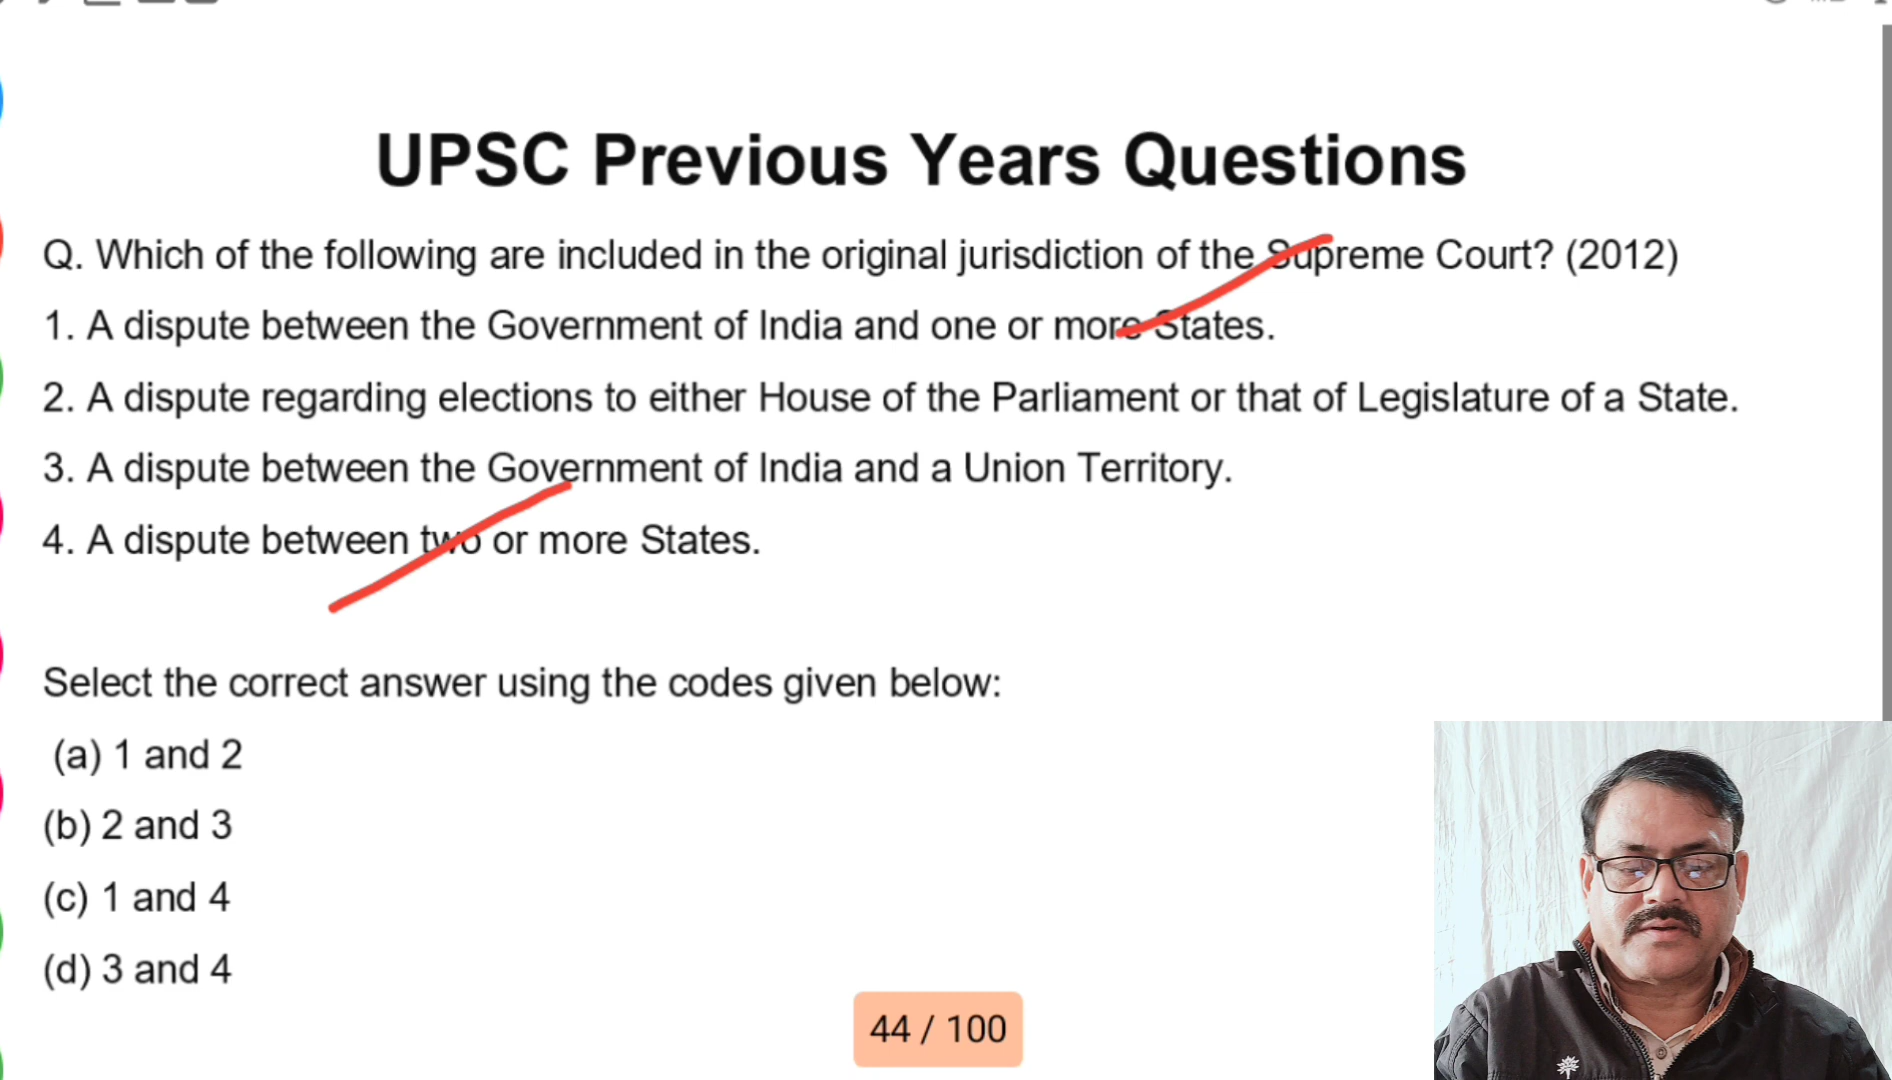 UPSC Previous Years Questions
Q. Which of the following are included in the original jurisdiction of the Supreme Court? (2012)
1. A dispute between the Government of India and one or more States.
2. A dispute regarding elections to either House of the Parliament or that of Legislature of a State.
3. A dispute between the Government of India and a Union Territory.
4. A dispute between two or more States.
Select the correct answer using the codes given below:
(a) 1 and 2
(b) 2 and 3
(c) 1 and 4
(d) 3 and 4
44 / 100